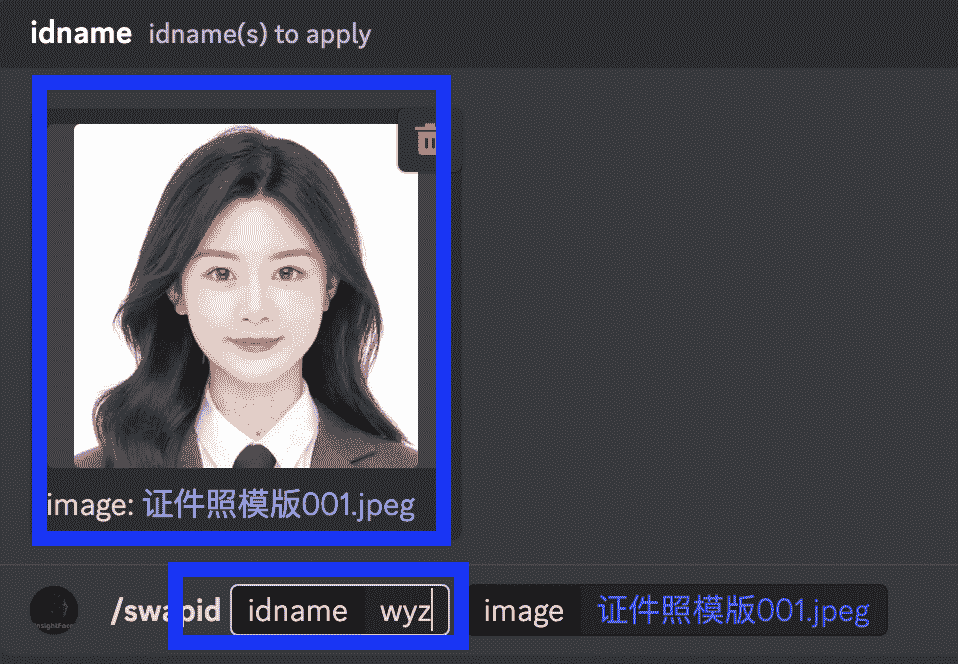 idname idname(s) to apply
image: 证件照模版001.jpeg
InsightFace
/swapid idname wyz image 证件照模版001.jpeg